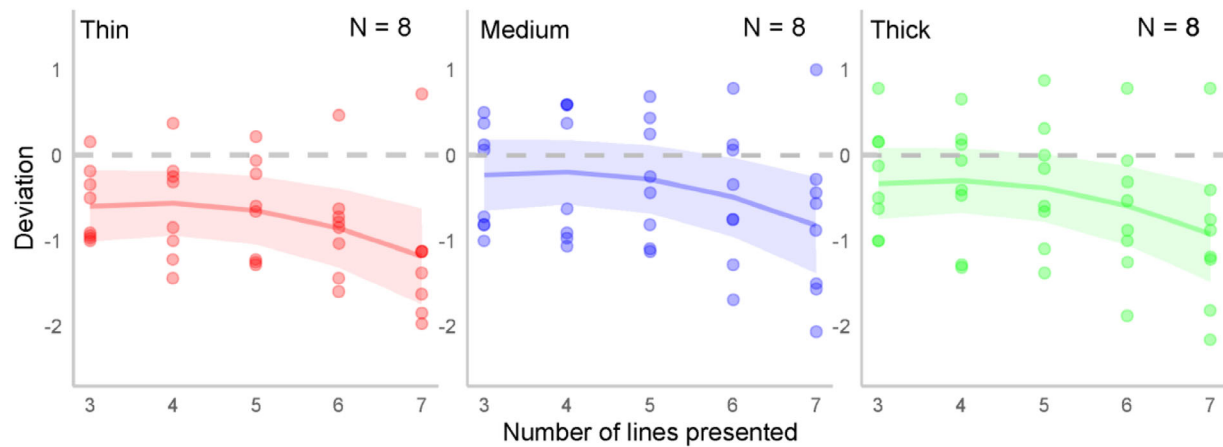 Thin N = 8 Medium N = 8 Thick N = 8
1 1 1
0 0 0
-1 -1 -1
-2 -2 -2
Deviation
3 4 5 6 7 3 4 5 6 7 3 4 5 6 7
Number of lines presented